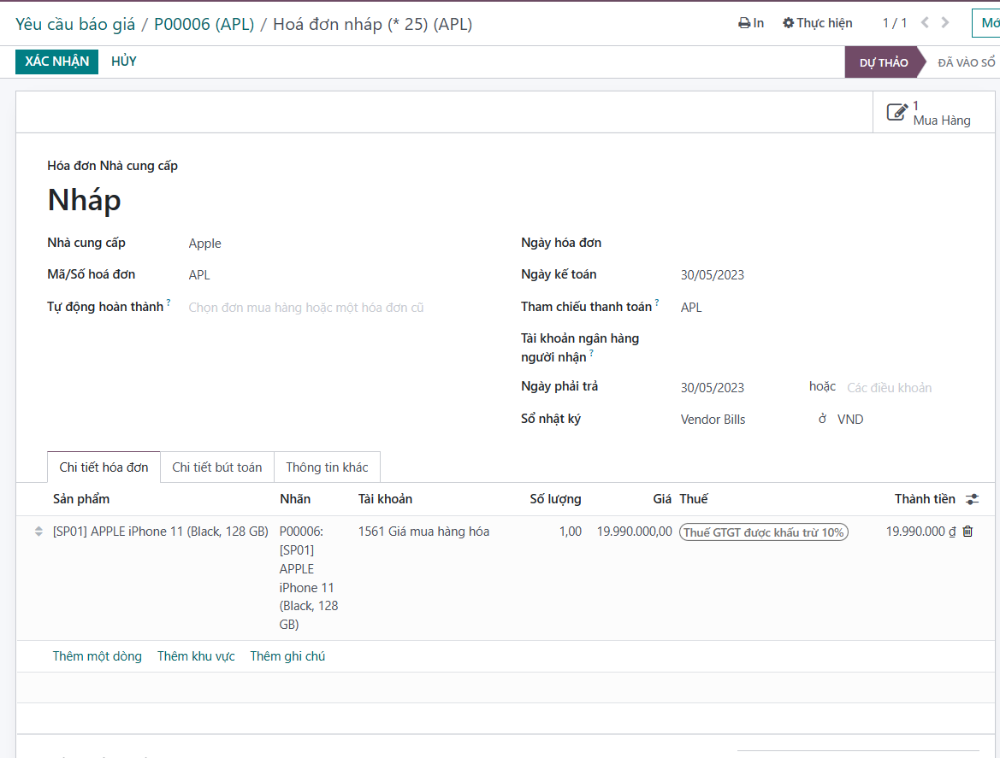 Yêu cầu báo giá / P00006 (APL) / Hoá đơn nháp (* 25) (APL)
In
Thực hiện
1 / 1
XÁC NHẬN
HỦY
DỰ THẢO
ĐÃ VÀO SỔ
1
Mua Hàng
Hóa đơn Nhà cung cấp
Nháp
Nhà cung cấp Apple
Mã/Số hoá đơn APL
Tự động hoàn thành ? Chọn đơn mua hàng hoặc một hóa đơn cũ
Ngày hóa đơn
Ngày kế toán 30/05/2023
Tham chiếu thanh toán ? APL
Tài khoản ngân hàng
người nhận ?
Ngày phải trả 30/05/2023 hoặc Các điều khoản
Sổ nhật ký Vendor Bills ở VND
Chi tiết hóa đơn Chi tiết bút toán Thông tin khác
Sản phẩm Nhãn Tài khoản Số lượng Giá Thuế Thành tiền
[SP01] APPLE iPhone 11 (Black, 128 GB) P00006: 1561 Giá mua hàng hóa 1,00 19.990.000,00 Thuế GTGT được khấu trừ 10% 19.990.000 ₫
[SP01]
APPLE
iPhone 11
(Black, 128
GB)
Thêm một dòng Thêm khu vực Thêm ghi chú